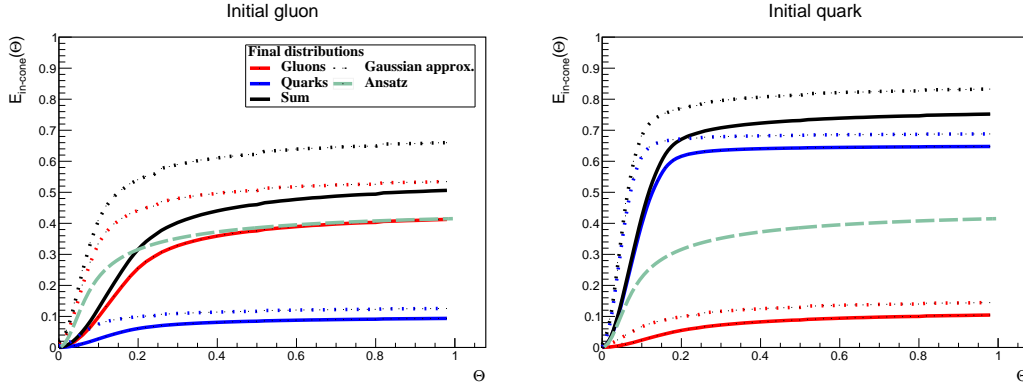 Initial gluon
E in-cone (Θ)
1
0.9
0.8
0.7
0.6
0.5
0.4
0.3
0.2
0.1
0
Final distributions
Gluons
Gaussian approx.
Quarks
Ansatz
Sum
0 0.2 0.4 0.6 0.8 1
Θ
Initial quark
E in-cone (Θ)
1
0.9
0.8
0.7
0.6
0.5
0.4
0.3
0.2
0.1
0
0 0.2 0.4 0.6 0.8 1
Θ